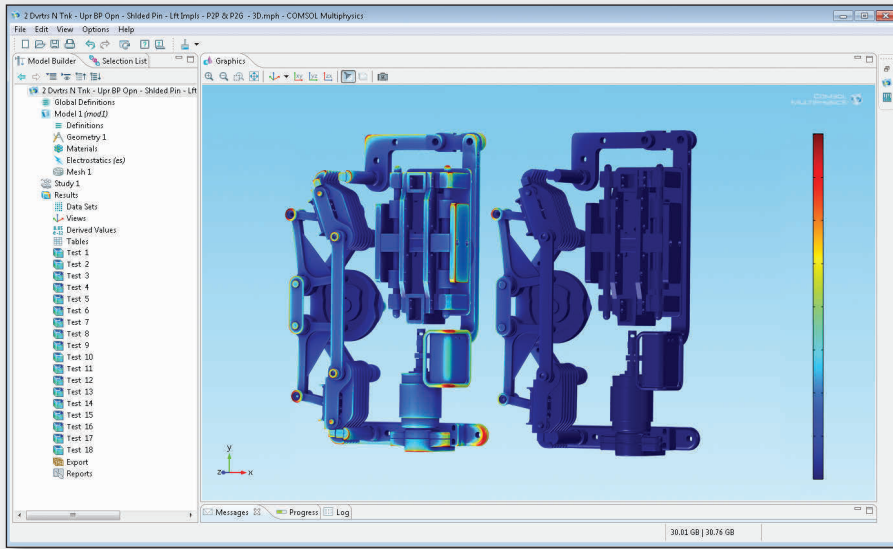 2 Dvrtrs N Tnk - Upr BP Opn - Shlded Pin - Lft Impls - P2P & P2G - 3D.mph - COMSOL Multiphysics
File Edit View Options Help
Model Builder Selection List
Graphics
2 Dvrtrs N Tnk - Upr BP Opn - Shlded Pin - Lft
Global Definitions
Model 1 (mod1)
Definitions
Geometry 1
Materials
Electrostatics (es)
Mesh 1
Study 1
Results
Data Sets
Views
Derived Values
Tables
Test 1
Test 2
Test 3
Test 4
Test 5
Test 6
Test 7
Test 8
Test 9
Test 10
Test 11
Test 12
Test 13
Test 14
Test 15
Test 16
Test 17
Test 18
Export
Reports
COMSOL
MULTIPHYSICS
y
z x
Messages Progress Log
30.01 GB | 30.76 GB